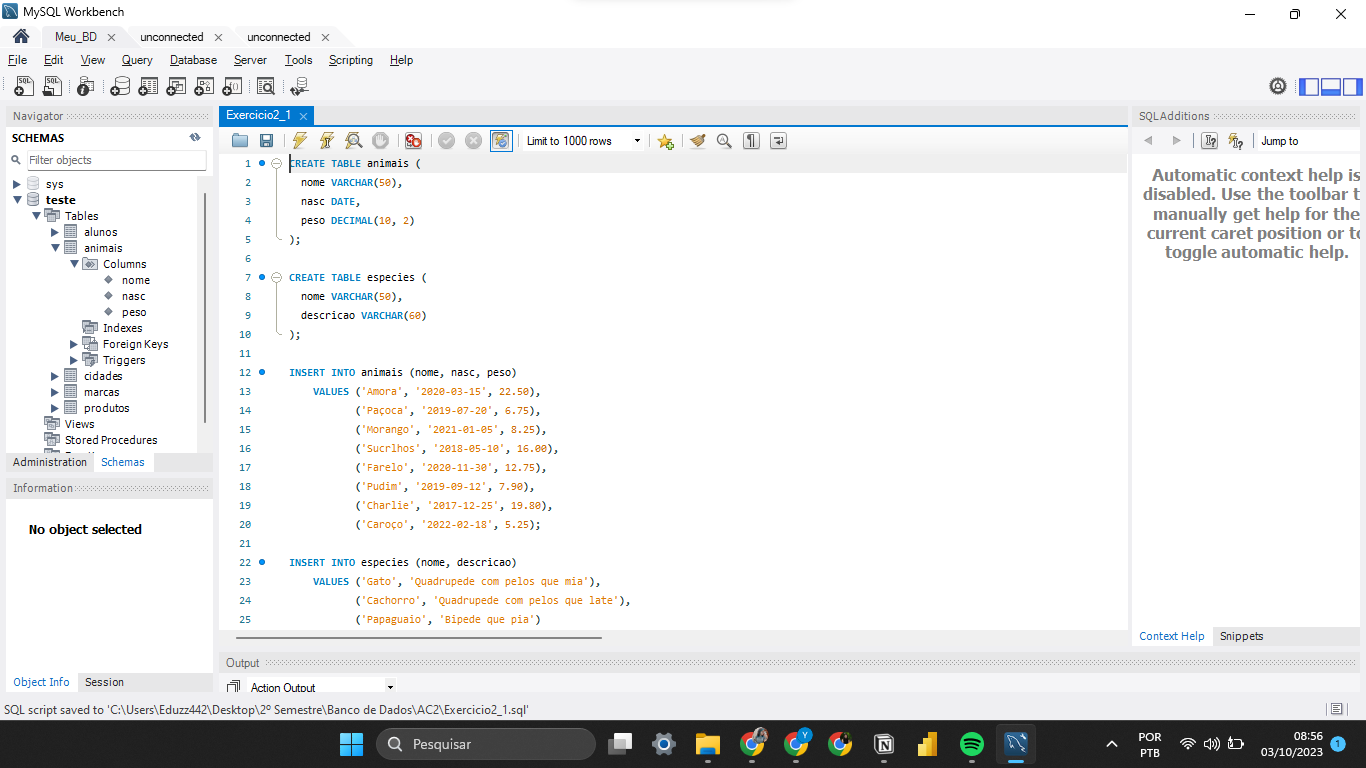 MySQL Workbench
Meu_BD
unconnected
unconnected
File Edit View Query Database Server Tools Scripting Help
Navigator
SCHEMAS
Filter objects
sys
teste
Tables
alunos
animais
Columns
nome
nasc
peso
Indexes
Foreign Keys
Triggers
cidades
marcas
produtos
Views
Stored Procedures
Administration Schemas
Information
No object selected
Object Info Session
Exercicio2_1
Limit to 1000 rows
1 CREATE TABLE animais (
2 nome VARCHAR(50),
3 nasc DATE,
4 peso DECIMAL(10, 2)
5 );
6
7 CREATE TABLE especies (
8 nome VARCHAR(50),
9 descricao VARCHAR(60)
10 );
11
12 INSERT INTO animais (nome, nasc, peso)
13 VALUES ('Amora', '2020-03-15', 22.50),
14 ('Paçoca', '2019-07-20', 6.75),
15 ('Morango', '2021-01-05', 8.25),
16 ('Sucrlhos', '2018-05-10', 16.00),
17 ('Farelo', '2020-11-30', 12.75),
18 ('Pudim', '2019-09-12', 7.90),
19 ('Charlie', '2017-12-25', 19.80),
20 ('Caroço', '2022-02-18', 5.25);
21
22 INSERT INTO especies (nome, descricao)
23 VALUES ('Gato', 'Quadrupede com pelos que mia'),
24 ('Cachorro', 'Quadrupede com pelos que late'),
25 ('Papaguaio', 'Bipede que pia')
Output
Action Output
SQLAdditions
Jump to
Automatic context help is
disabled. Use the toolbar t
manually get help for the
current caret position or to
toggle automatic help.
Context Help Snippets
SQL script saved to 'C:\Users\Eduzz442\Desktop\2º Semestre\Banco de Dados\AC2\Exercicio2_1.sql'
Pesquisar
POR
PTB
08:56
03/10/2023
1